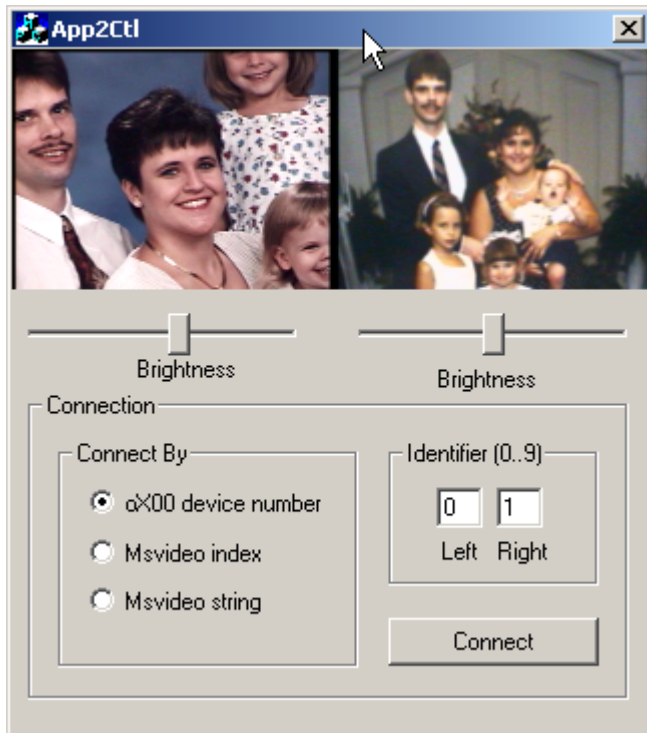 App2Ctl
Brightness
Brightness
Connection
Connect By
αX00 device number
Msvideo index
Msvideo string
Identifier (0..9)
0 1
Left Right
Connect